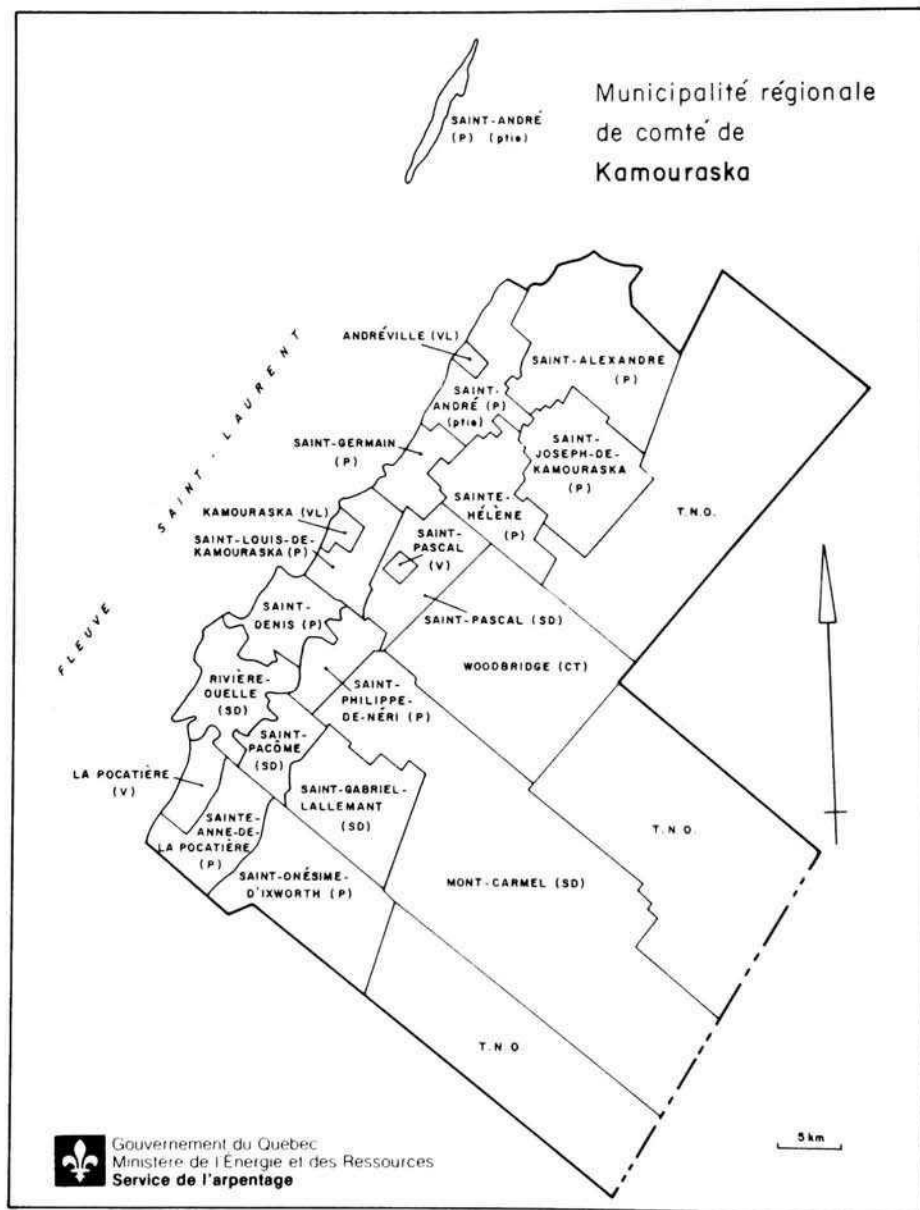 Municipalité régionale
de comté de
Kamouraska
SAINT-ANDRÉ
(P) (ptie)
ANDRÉVILLE (VL)
SAINT-ALEXANDRE
(P)
SAINT-
ANDRÉ (P)
(ptie)
SAINT-GERMAIN
(P)
SAINT-
JOSEPH-DE-
KAMOURASKA
(P)
SAINTE-
HÉLÈNE
(P)
T.N.O.
KAMOURASKA (VL)
SAINT-LOUIS-DE-
KAMOURASKA (P)
SAINT-
PASCAL
(V)
SAINT-
DENIS (P)
SAINT-PASCAL (SD)
WOODBRIDGE (CT)
FLEUVE SAINT-LAURENT
RIVIÈRE-
OUELLE
(SD)
SAINT-
PHILIPPE-
DE-NÉRI (P)
SAINT-
PACÔME
(SD)
LA POCATIÈRE
(V)
SAINT-GABRIEL-
LALLEMANT
(SD)
SAINTE-
ANNE-DE-
LA POCATIÈRE
(P)
T.N.O.
SAINT-ONÉSIME-
D'IXWORTH (P)
MONT-CARMEL (SD)
T.N.O
5 km
Gouvernement du Québec
Ministère de l'Énergie et des Ressources
Service de l'arpentage